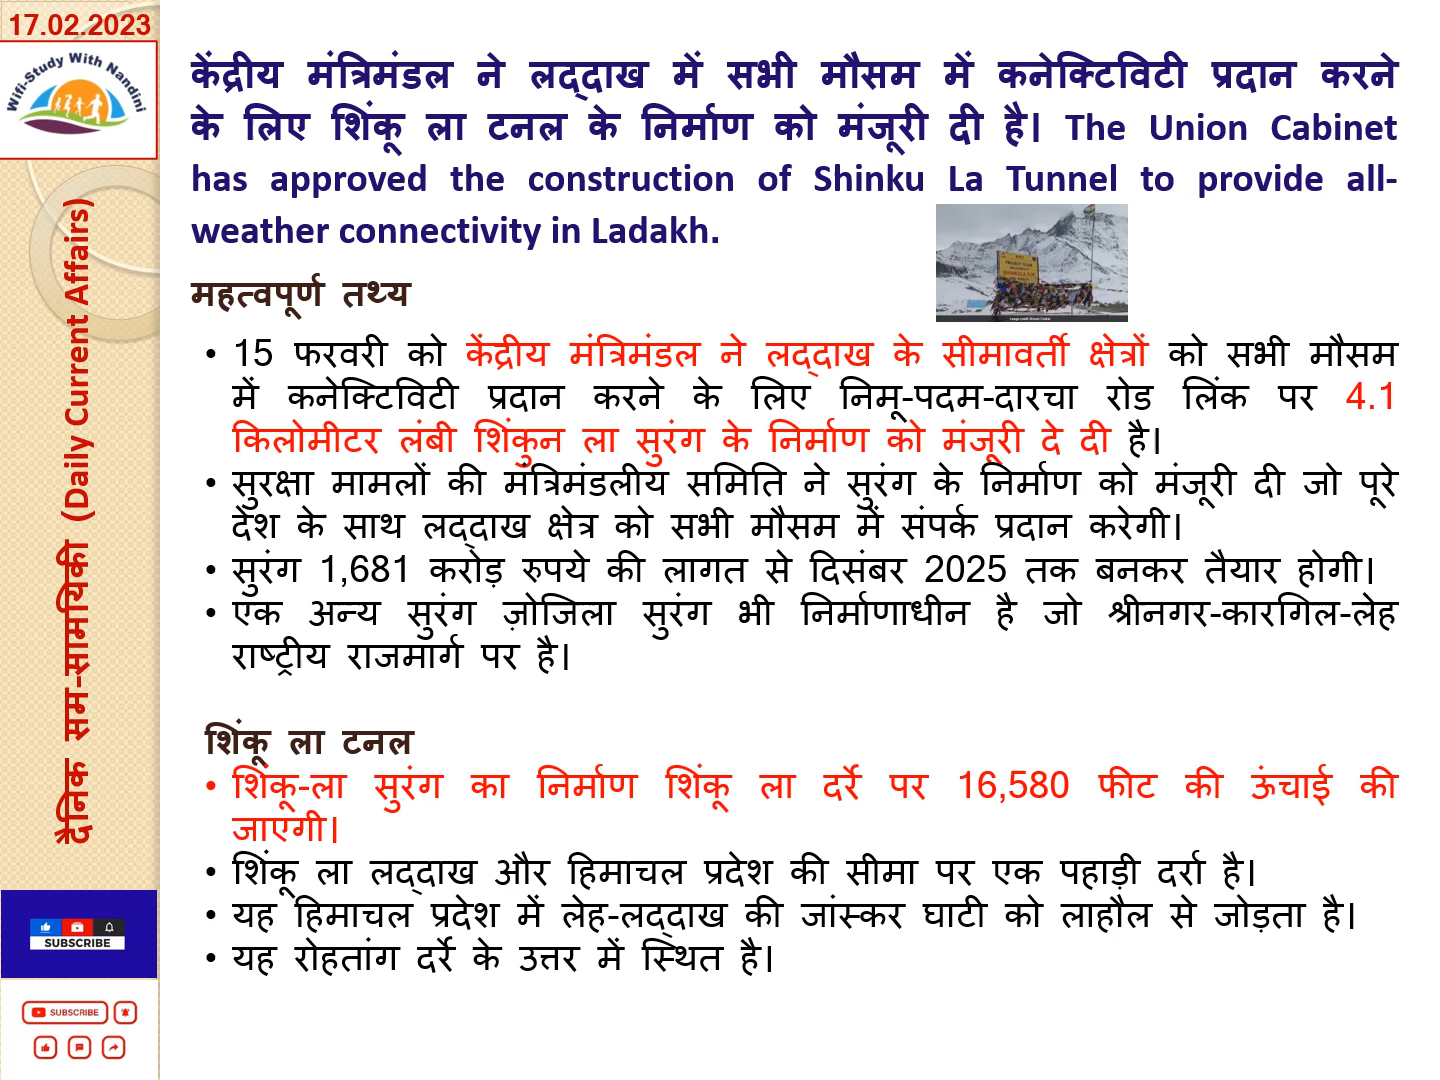 17.02.2023
Wifi-Study With Nandini
दैनिक सम-सामयिकी (Daily Current Affairs)
SUBSCRIBE
SUBSCRIBE
केंद्रीय मंत्रिमंडल ने लद्दाख में सभी मौसम में कनेक्टिविटी प्रदान करने
के लिए शिंकू ला टनल के निर्माण को मंजूरी दी है। The Union Cabinet
has approved the construction of Shinku La Tunnel to provide all-
weather connectivity in Ladakh.
महत्वपूर्ण तथ्य
• 15 फरवरी को केंद्रीय मंत्रिमंडल ने लद्दाख के सीमावर्ती क्षेत्रों को सभी मौसम
में कनेक्टिविटी प्रदान करने के लिए निमू-पदम-दारचा रोड लिंक पर 4.1
किलोमीटर लंबी शिंकुन ला सुरंग के निर्माण को मंजूरी दे दी है।
• सुरक्षा मामलों की मंत्रिमंडलीय समिति ने सुरंग के निर्माण को मंजूरी दी जो पूरे
देश के साथ लद्दाख क्षेत्र को सभी मौसम में संपर्क प्रदान करेगी।
• सुरंग 1,681 करोड़ रुपये की लागत से दिसंबर 2025 तक बनकर तैयार होगी।
• एक अन्य सुरंग ज़ोजिला सुरंग भी निर्माणाधीन है जो श्रीनगर-कारगिल-लेह
राष्ट्रीय राजमार्ग पर है।
शिंकू ला टनल
• शिंकू-ला सुरंग का निर्माण शिंकू ला दर्रे पर 16,580 फीट की ऊंचाई की
जाएगी।
• शिंकू ला लद्दाख और हिमाचल प्रदेश की सीमा पर एक पहाड़ी दर्रा है।
• यह हिमाचल प्रदेश में लेह-लद्दाख की जांस्कर घाटी को लाहौल से जोड़ता है।
• यह रोहतांग दर्रे के उत्तर में स्थित है।